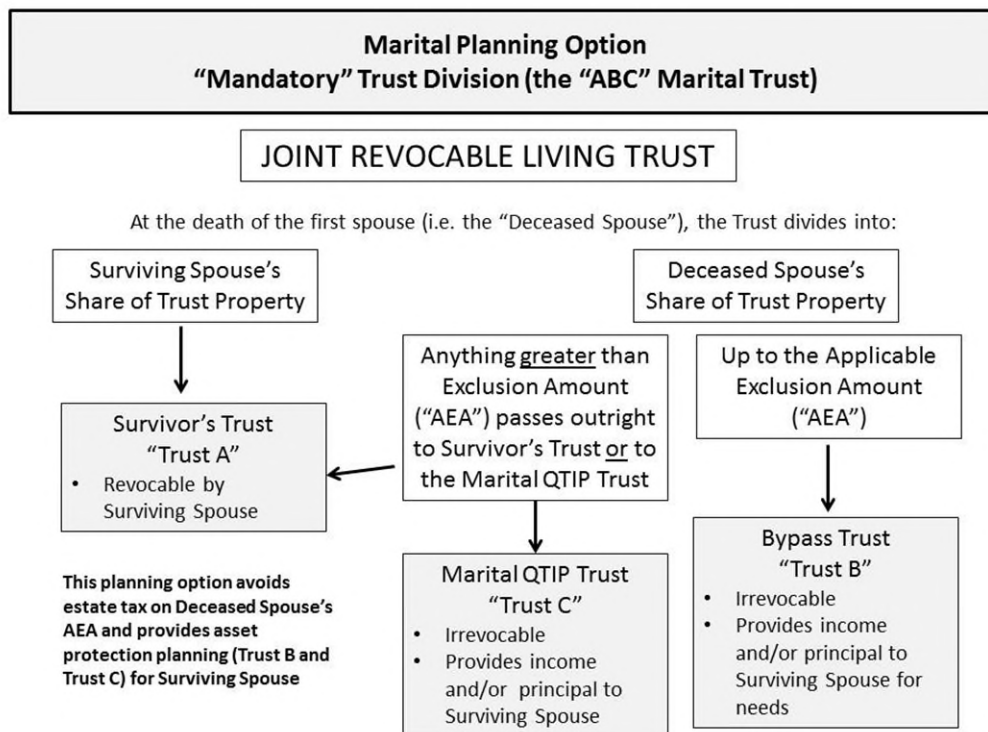 Marital Planning Option
“Mandatory” Trust Division (the “ABC” Marital Trust)
JOINT REVOCABLE LIVING TRUST
At the death of the first spouse (i.e. the “Deceased Spouse”), the Trust divides into:
Surviving Spouse’s
Share of Trust Property
Deceased Spouse’s
Share of Trust Property
Anything greater than
Exclusion Amount
(“AEA”) passes outright
to Survivor’s Trust or to
the Marital QTIP Trust
Up to the Applicable
Exclusion Amount
(“AEA”)
Survivor’s Trust
“Trust A”
• Revocable by
Surviving Spouse
This planning option avoids
estate tax on Deceased Spouse’s
AEA and provides asset
protection planning (Trust B and
Trust C) for Surviving Spouse
Marital QTIP Trust
“Trust C”
• Irrevocable
• Provides income
and/or principal to
Surviving Spouse
Bypass Trust
“Trust B”
• Irrevocable
• Provides income
and/or principal to
Surviving Spouse for
needs